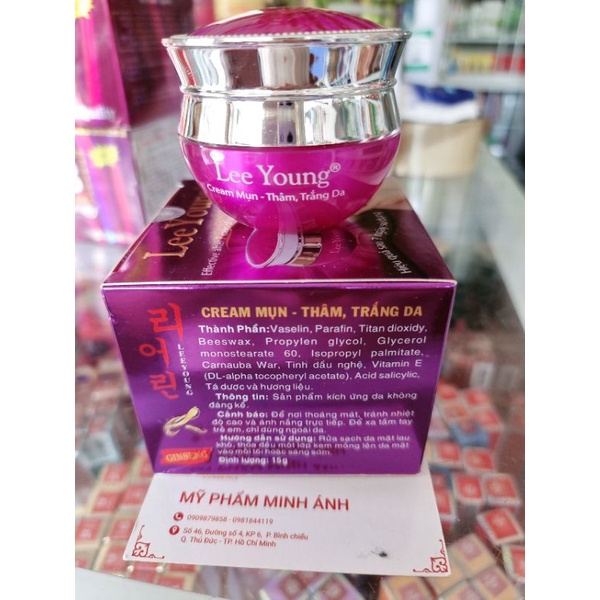 Lee Young®
Cream Mụn - Thâm, Trắng Da
Lee Young
CREAM MỤN - THÂM, TRẮNG DA
Thành Phần:Vaselin, Parafin, Titan dioxidy,
Beeswax, Propylen glycol, Glycerol
monostearate 60, Isopropyl palmitate,
Carnauba War, Tinh dầu nghệ, Vitamin E
(DL-alpha tocopheryl acetate), Acid salicylic,
Tá dược và hương liệu.
Thông tin: Sản phẩm kích ứng da không
đáng kể.
Cảnh báo: Để nơi thoáng mát, tránh nhiệt
độ cao và ánh nắng trực tiếp. Để xa tầm tay
trẻ em, chỉ dùng ngoài da.
Hướng dẫn sử dụng: Rửa sạch da mặt lau
khô, thoa đều một lớp kem mỏng lên da mặt
vào mỗi tối hoặc sáng sớm.
Định lượng: 15g
리어린
LEEYOUNG
GINSENG
MỸ PHẨM MINH ÁNH
0909879858 - 0981844119
Số 46, Đường số 4, KP 6, P. Bình chiểu
Q. Thủ Đức - TP. Hồ Chí Minh